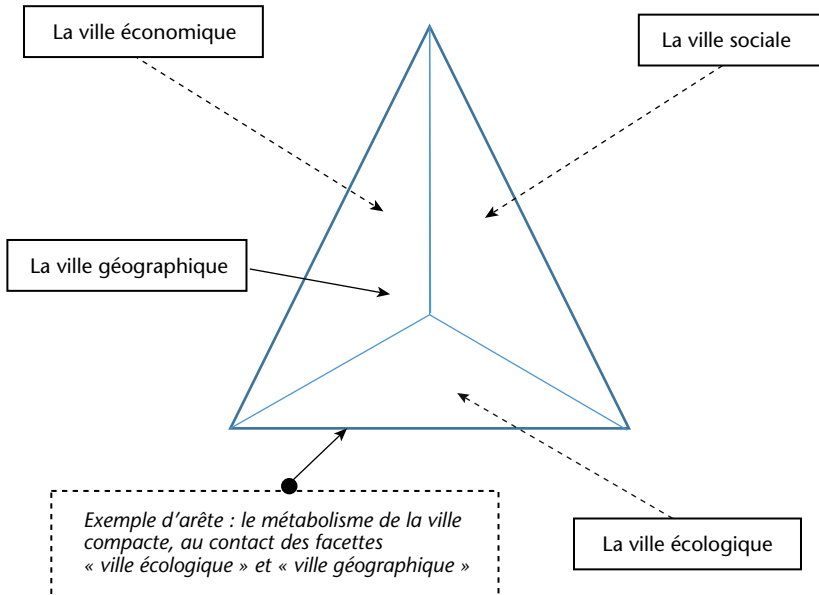 La ville économique
La ville sociale
La ville géographique
Exemple d'arête : le métabolisme de la ville
compacte, au contact des facettes
« ville écologique » et « ville géographique »
La ville écologique